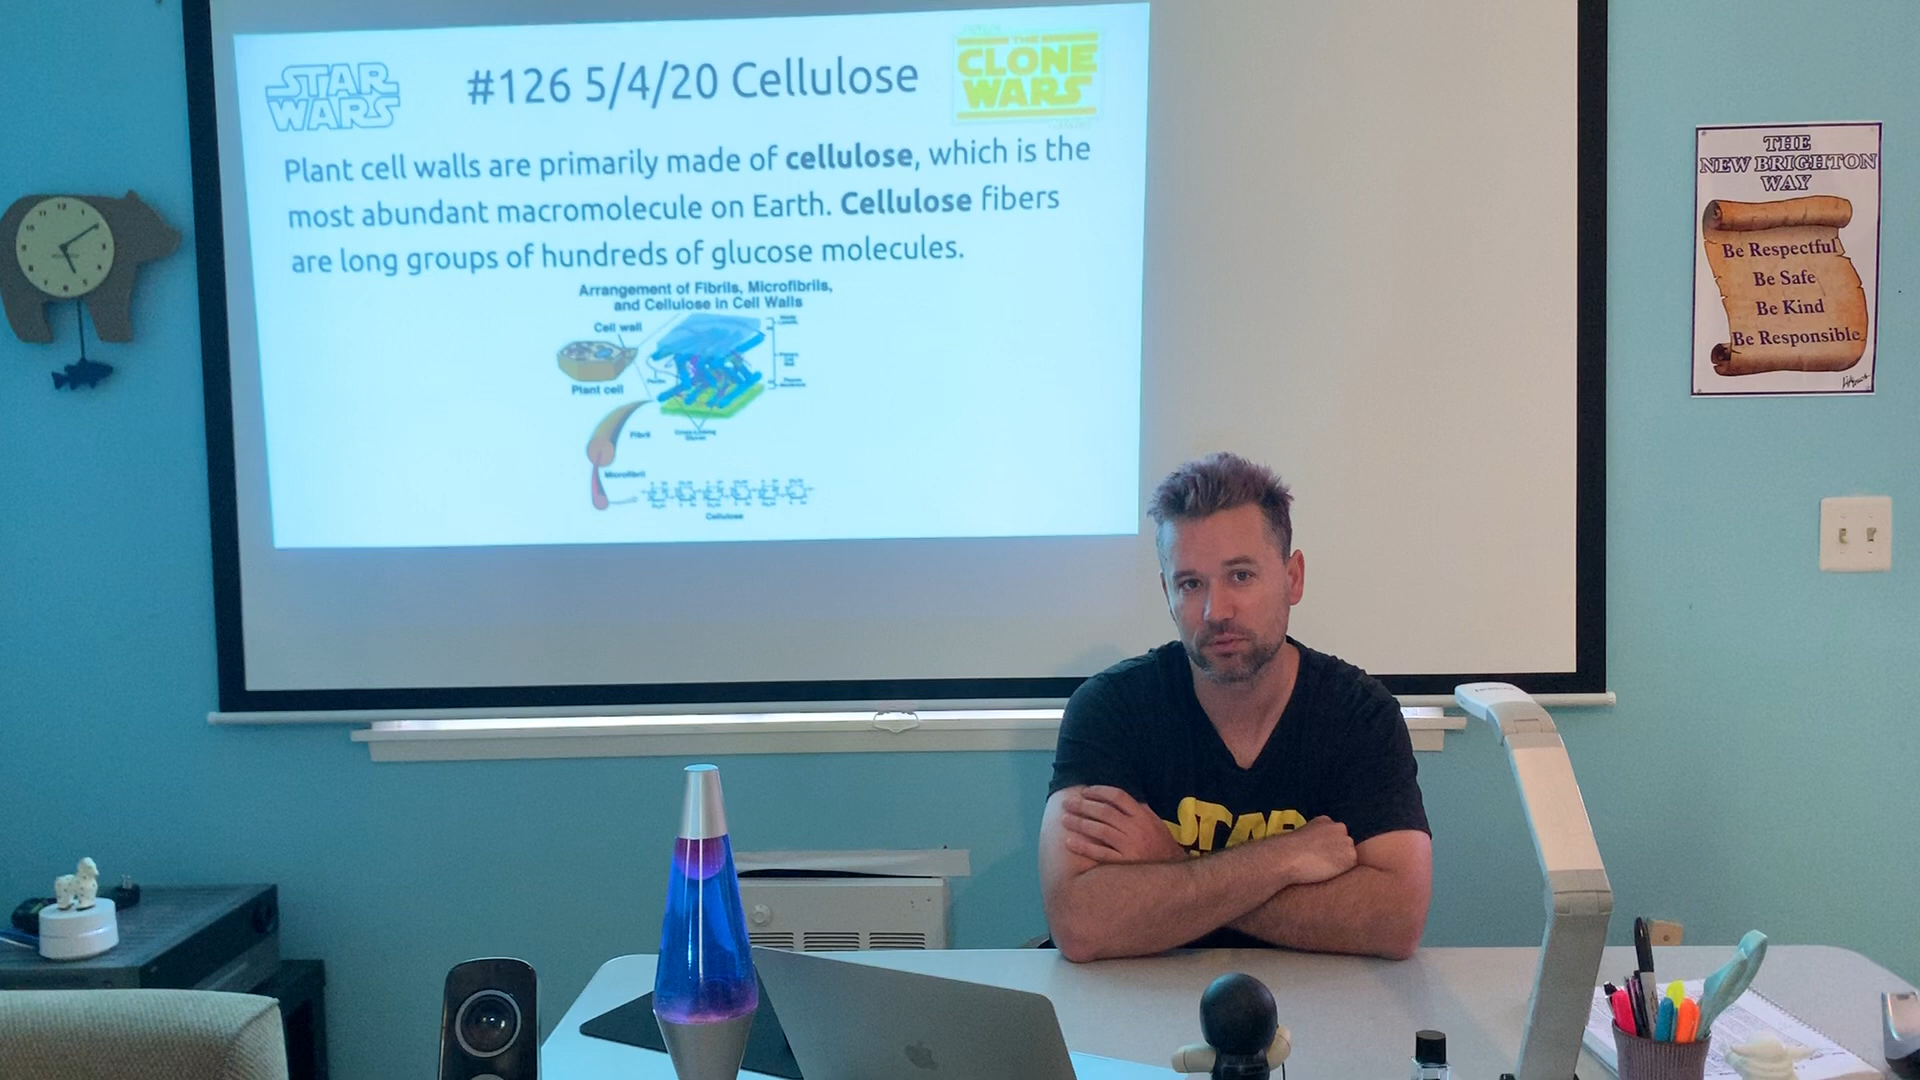 STAR
WARS
#126 5/4/20 Cellulose
THE
CLONE
WARS
Plant cell walls are primarily made of cellulose, which is the
most abundant macromolecule on Earth. Cellulose fibers
are long groups of hundreds of glucose molecules.
Arrangement of Fibrils, Microfibrils,
and Cellulose in Cell Walls
Cell wall
Plant cell
Fibril
Microfibril
Cellulose
THE
NEW BRIGHTON
WAY
Be Respectful
Be Safe
Be Kind
Be Responsible
STAR